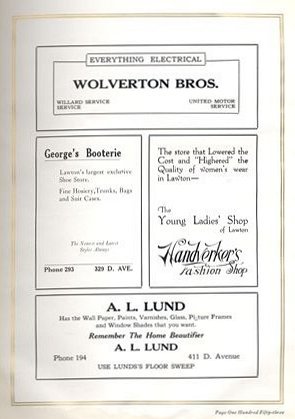 EVERYTHING ELECTRICAL
WOLVERTON BROS.
WILLARD SERVICE
SERVICE
UNITED MOTOR
SERVICE
George's Booterie
Lawton's largest exclusive
Shoe Store.
Fine Hosiery, Trunks, Bags
and Suit Cases.
The Newest and Latest
Styles Always
Phone 293 329 D. AVE.
The store that Lowered the
Cost and "Highered" the
Quality of women's wear
in Lawton—
The
Young Ladies' Shop
of Lawton
Handverker's
Fashion Shop
A. L. LUND
Has the Wall Paper, Paints, Varnishes, Glass, Picture Frames
and Window Shades that you want.
Remember The Home Beautifier
A. L. LUND
Phone 194 411 D. Avenue
USE LUNDS'S FLOOR SWEEP
Page One Hundred Fifty-three